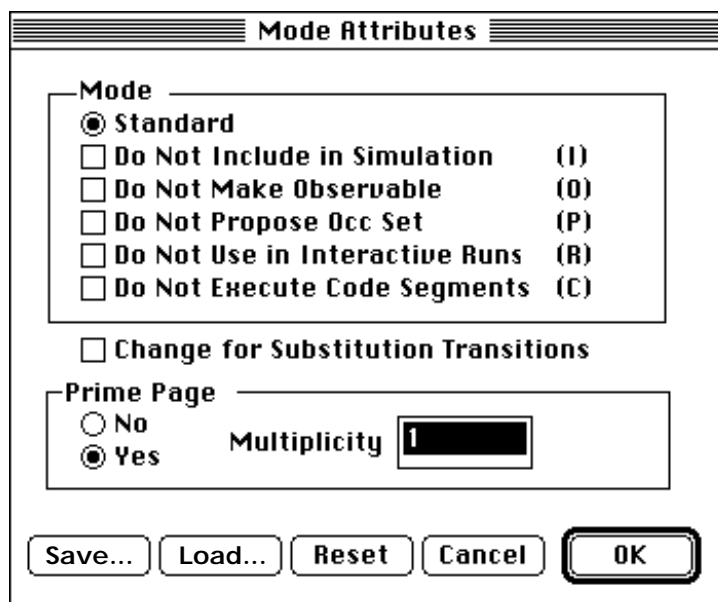 Mode Attributes
Mode
Standard
Do Not Include in Simulation (I)
Do Not Make Observable (O)
Do Not Propose Occ Set (P)
Do Not Use in Interactive Runs (R)
Do Not Execute Code Segments (C)
Change for Substitution Transitions
Prime Page
No
Yes
Multiplicity 1
Save... Load... Reset Cancel OK